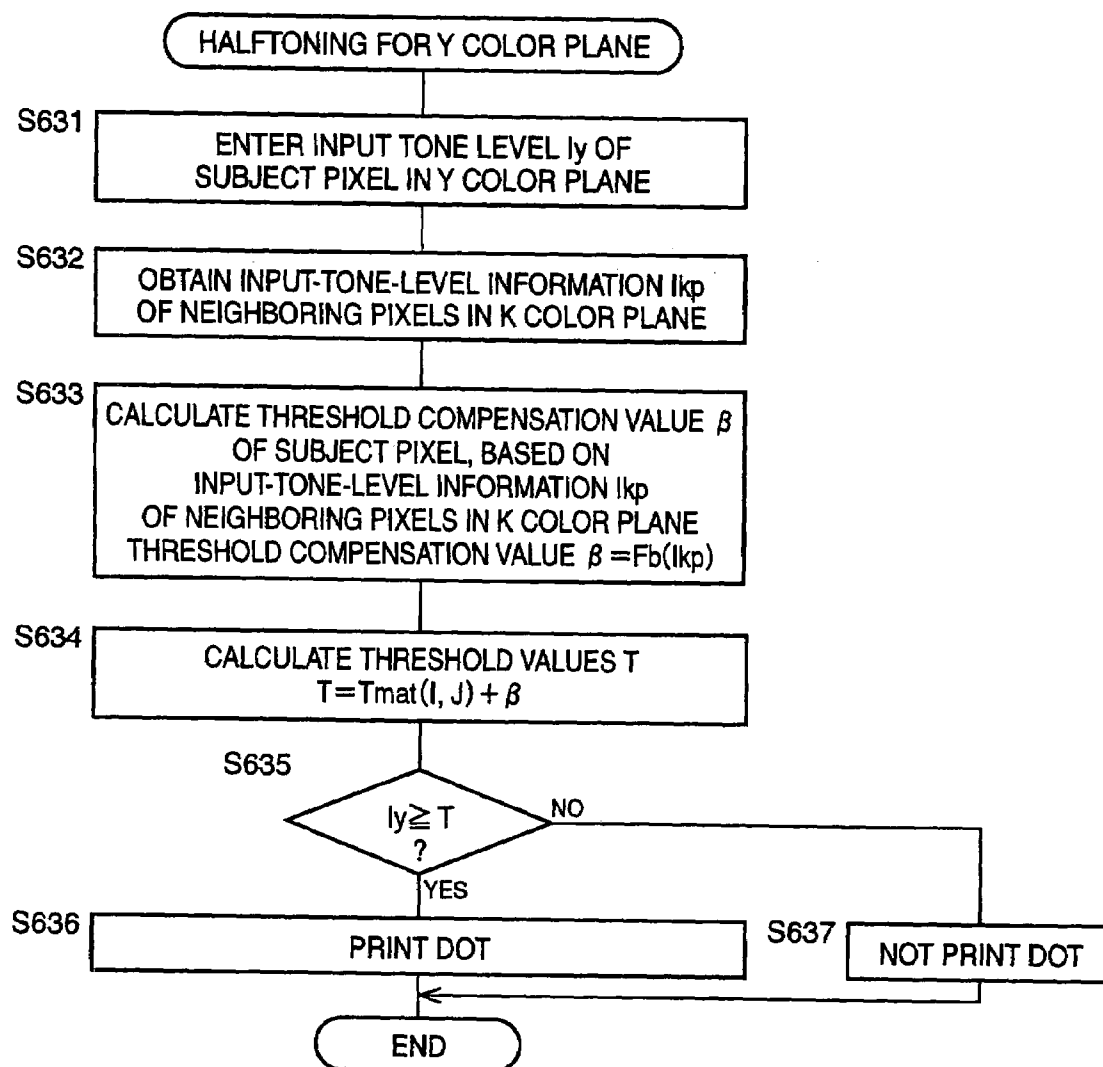 HALFTONING FOR Y COLOR PLANE
S631
ENTER INPUT TONE LEVEL Iy OF
SUBJECT PIXEL IN Y COLOR PLANE
S632
OBTAIN INPUT-TONE-LEVEL INFORMATION Ikp
OF NEIGHBORING PIXELS IN K COLOR PLANE
S633
CALCULATE THRESHOLD COMPENSATION VALUE β
OF SUBJECT PIXEL, BASED ON
INPUT-TONE-LEVEL INFORMATION Ikp
OF NEIGHBORING PIXELS IN K COLOR PLANE
THRESHOLD COMPENSATION VALUE β=Fb(Ikp)
S634
CALCULATE THRESHOLD VALUES T
T=Tmat(I, J)+β
S635
Iy≧T
?
NO
YES
S636
PRINT DOT
S637
NOT PRINT DOT
END